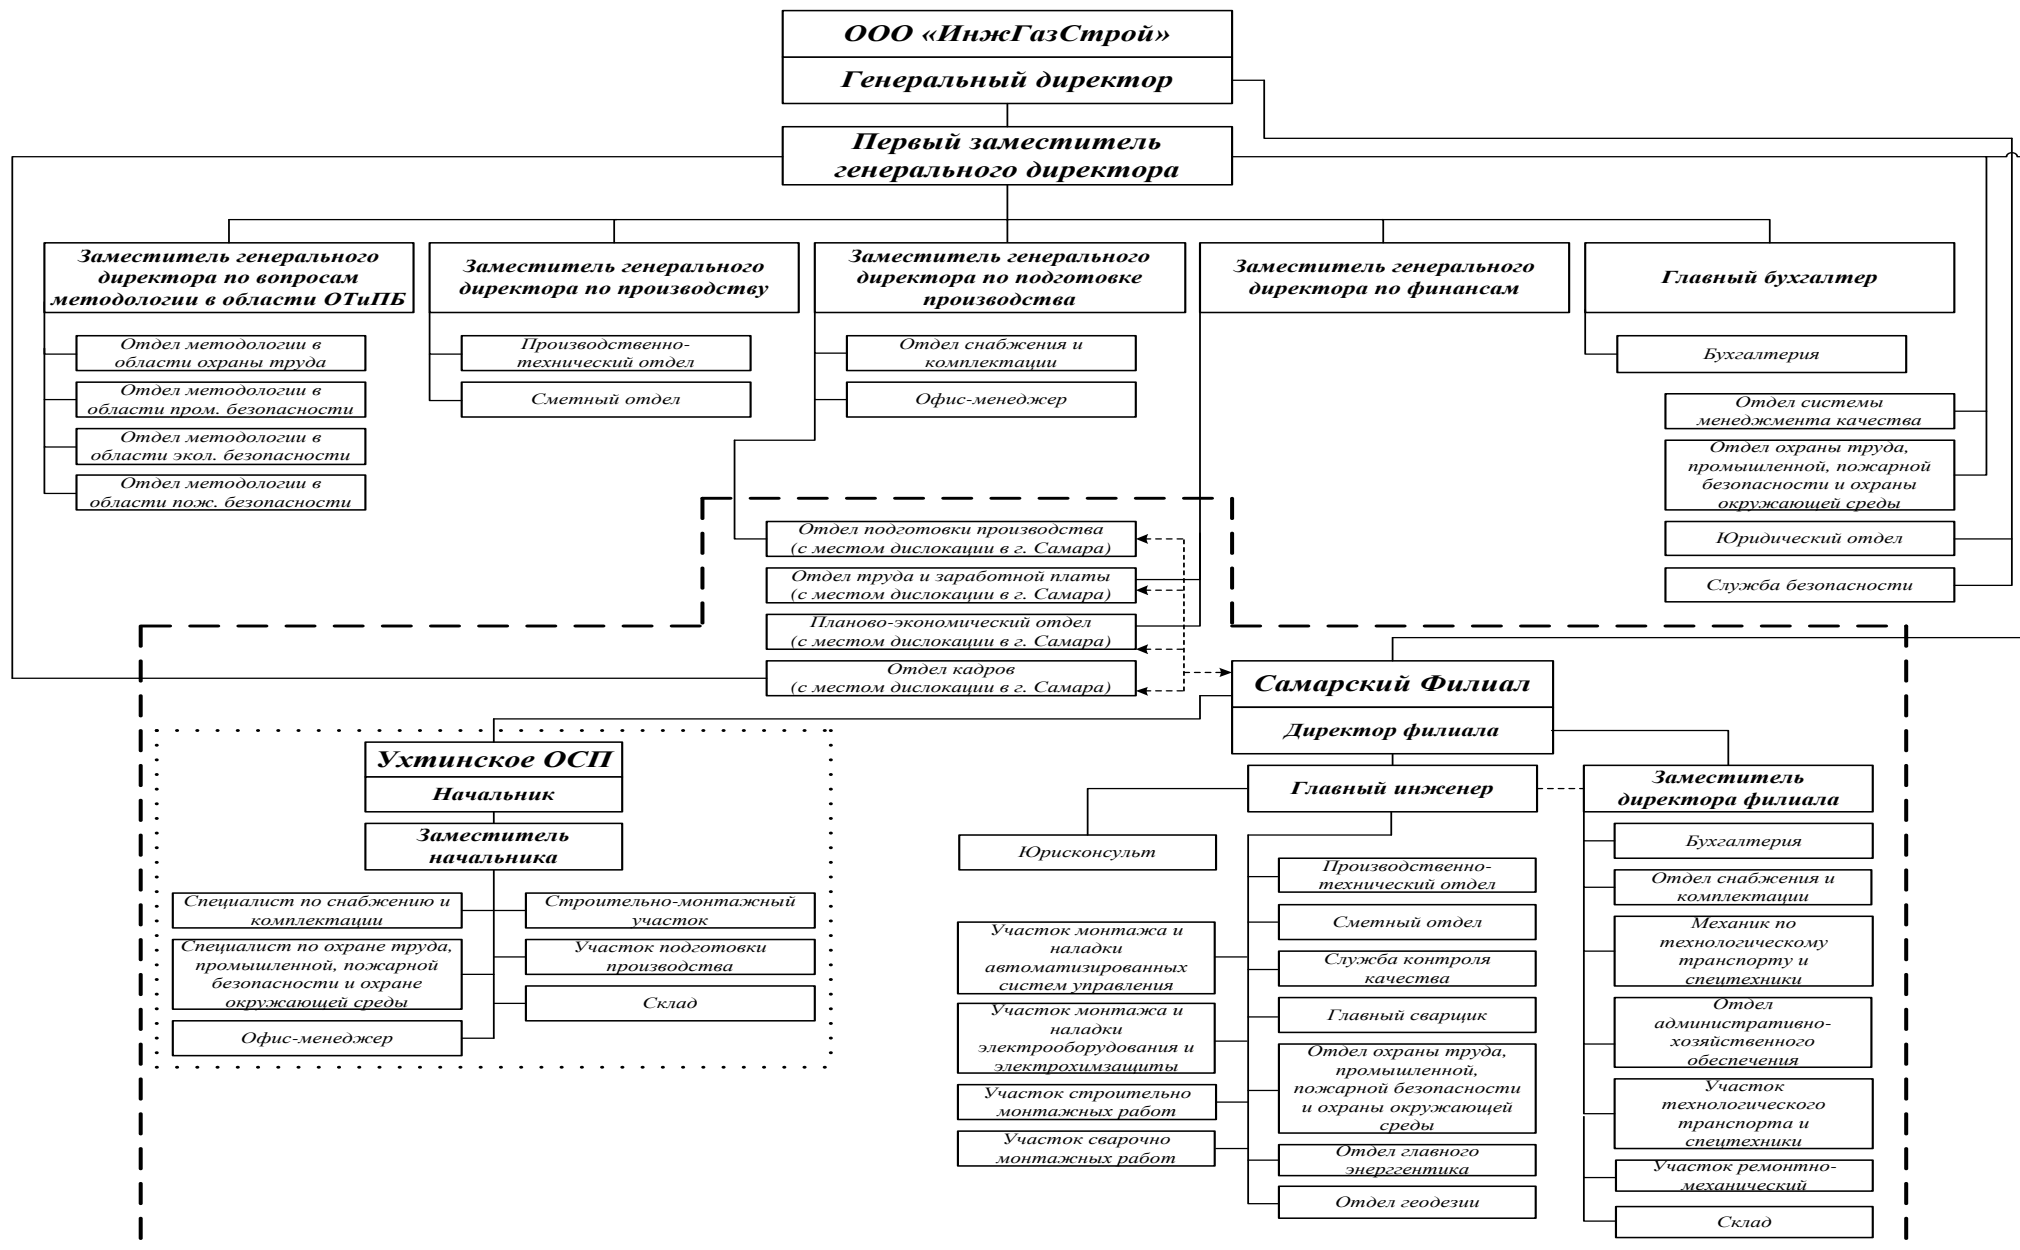 ООО «ИнжГазСтрой»
Генеральный директор
Первый заместитель
генерального директора
Заместитель генерального
директора по вопросам
методологии в области ОТиПБ
Заместитель генерального
директора по производству
Заместитель генерального
директора по подготовке
производства
Заместитель генерального
директора по финансам
Главный бухгалтер
Отдел методологии в
области охраны труда
Отдел методологии в
области пром. безопасности
Отдел методологии в
области экол. безопасности
Отдел методологии в
области пож. безопасности
Производственно-
технический отдел
Сметный отдел
Отдел снабжения и
комплектации
Офис-менеджер
Бухгалтерия
Отдел системы
менеджмента качества
Отдел охраны труда,
промышленной, пожарной
безопасности и охраны
окружающей среды
Юридический отдел
Служба безопасности
Отдел подготовки производства
(с местом дислокации в г. Самара)
Отдел труда и заработной платы
(с местом дислокации в г. Самара)
Планово-экономический отдел
(с местом дислокации в г. Самара)
Отдел кадров
(с местом дислокации в г. Самара)
Самарский Филиал
Директор филиала
Ухтинское ОСП
Начальник
Заместитель
начальника
Специалист по снабжению и
комплектации
Специалист по охране труда,
промышленной, пожарной
безопасности и охране
окружающей среды
Офис-менеджер
Строительно-монтажный
участок
Участок подготовки
производства
Склад
Главный инженер
Заместитель
директора филиала
Юрисконсульт
Участок монтажа и
наладки
автоматизированных
систем управления
Участок монтажа и
наладки
электрооборудования и
электрохимзащиты
Участок строительно
монтажных работ
Участок сварочно
монтажных работ
Производственно-
технический отдел
Сметный отдел
Служба контроля
качества
Главный сварщик
Отдел охраны труда,
промышленной,
пожарной безопасности
и охраны окружающей
среды
Отдел главного
энерггентика
Отдел геодезии
Бухгалтерия
Отдел снабжения и
комплектации
Механик по
технологическому
транспорту и
спецтехники
Отдел
административно-
хозяйственного
обеспечения
Участок
технологического
транспорта и
спецтехники
Участок ремонтно-
механический
Склад